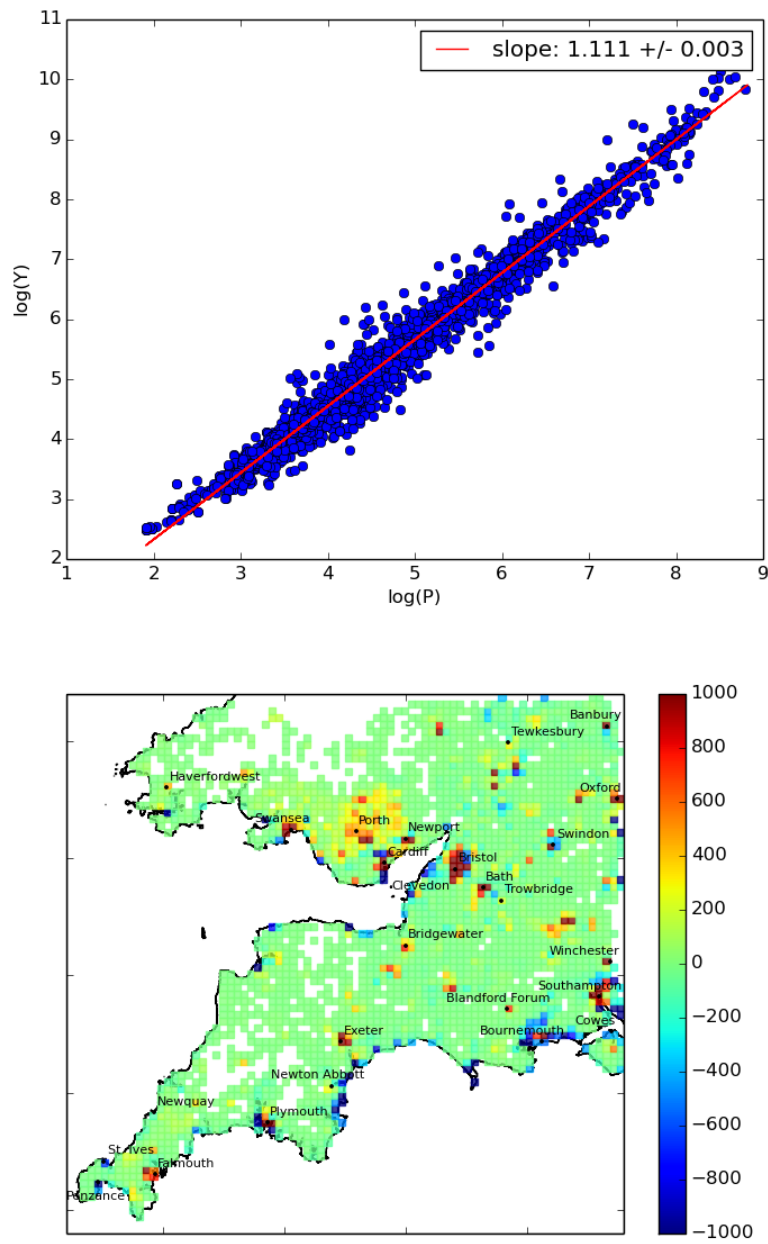 11
slope: 1.111 +/- 0.003
10
9
8
7
6
5
4
3
2
log(Y)
1 2 3 4 5 6 7 8 9
log(P)
1000
Banbury
Tewkesbury
800
Haverfordwest
Oxford
600
Swansea Porth Newport
Swindon
400
Cardiff Bristol
Bath
Clevedon Trowbridge
200
Bridgewater
Winchester
0
Southampton
Blandford Forum
Cowes
−200
Exeter Bournemouth
Newton Abbott
−400
Newquay Plymouth
−600
St. Ives
Falmouth
−800
Penzance
−1000